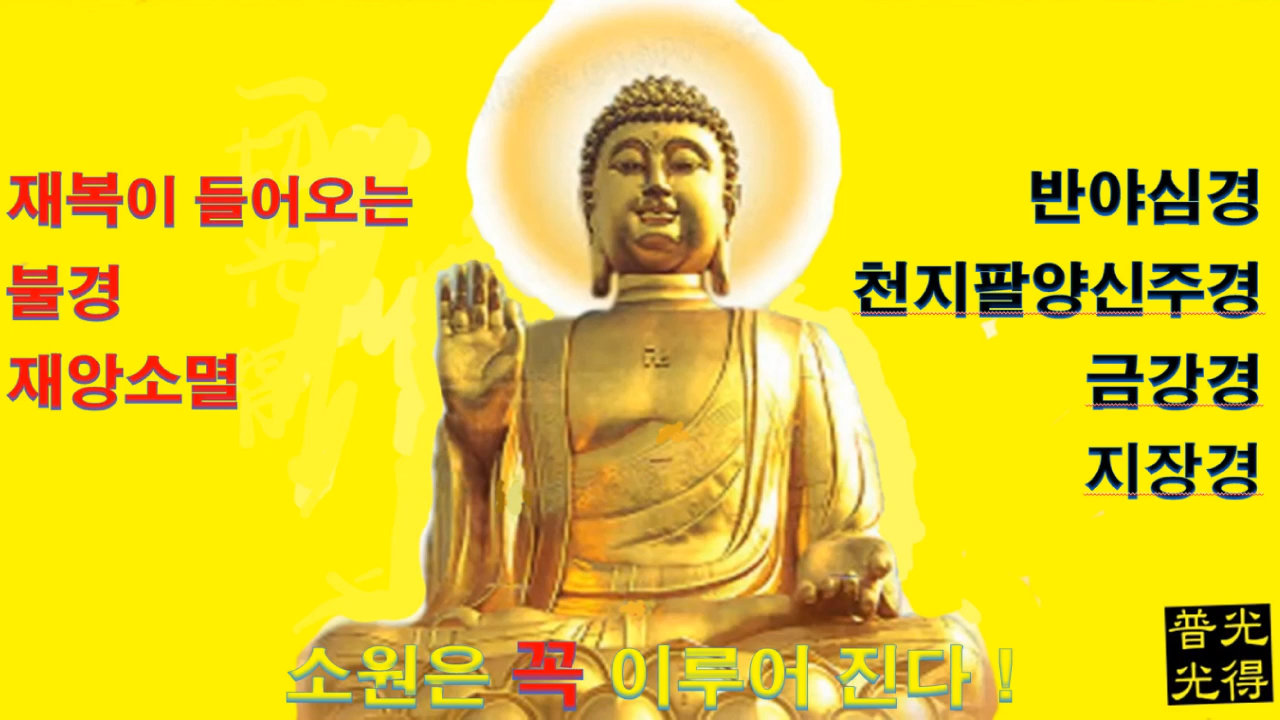 재복이 들어오는
불경
재앙소멸
반야심경
천지팔양신주경
금강경
지장경
卍
소원은 꼭 이루어 진다 !
普光
光得